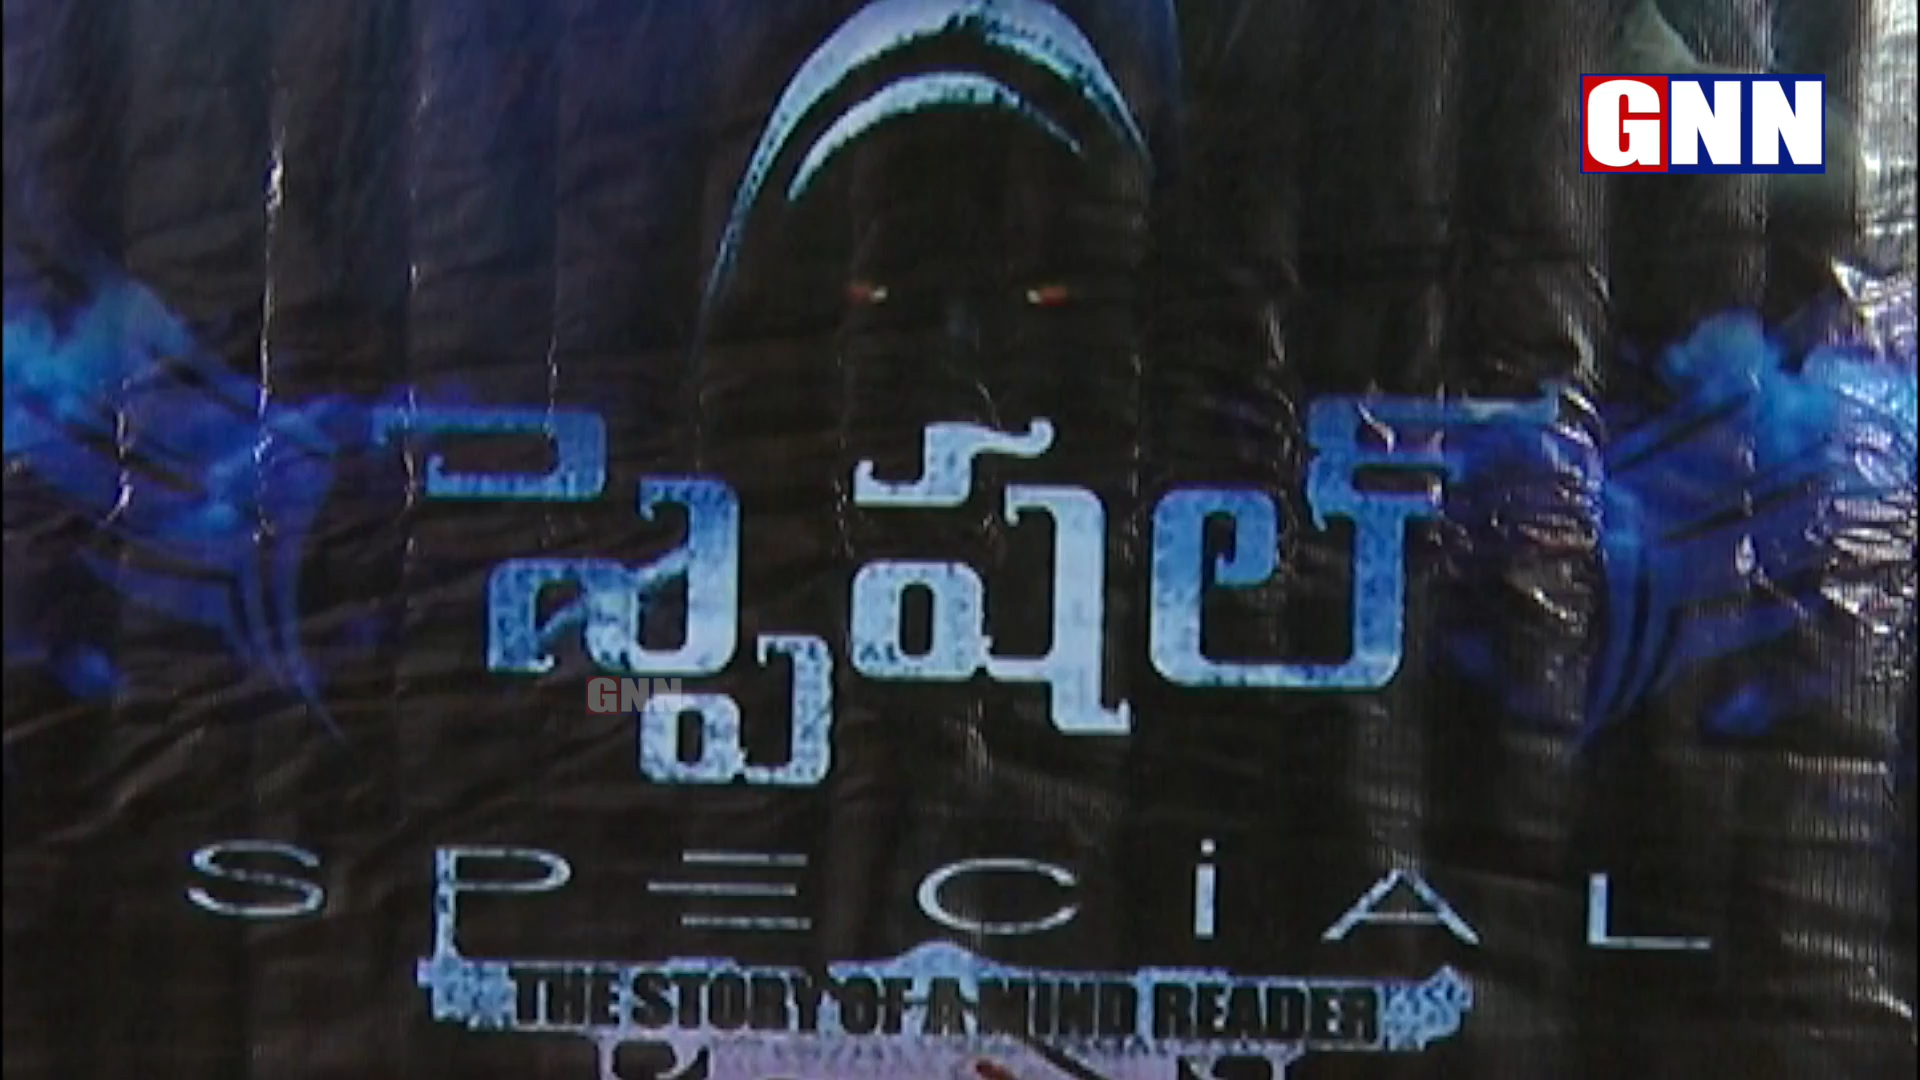 GNN
స్పెషల్
GNN
SPECiAL
THE STORY OF A MIND READER